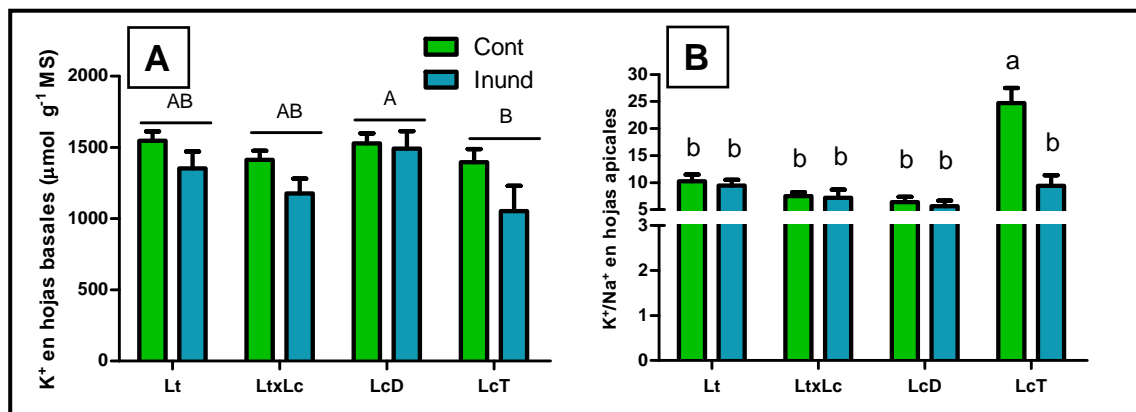 A
Cont
Inund
K⁺ en hojas basales (µmol g⁻¹ MS)
2000
1500
1000
500
0
AB
AB
A
B
Lt
LtxLc
LcD
LcT
B
K⁺/Na⁺ en hojas apicales
30
25
20
15
10
5
3
2
1
0
b
b
b
b
b
b
a
b
Lt
LtxLc
LcD
LcT